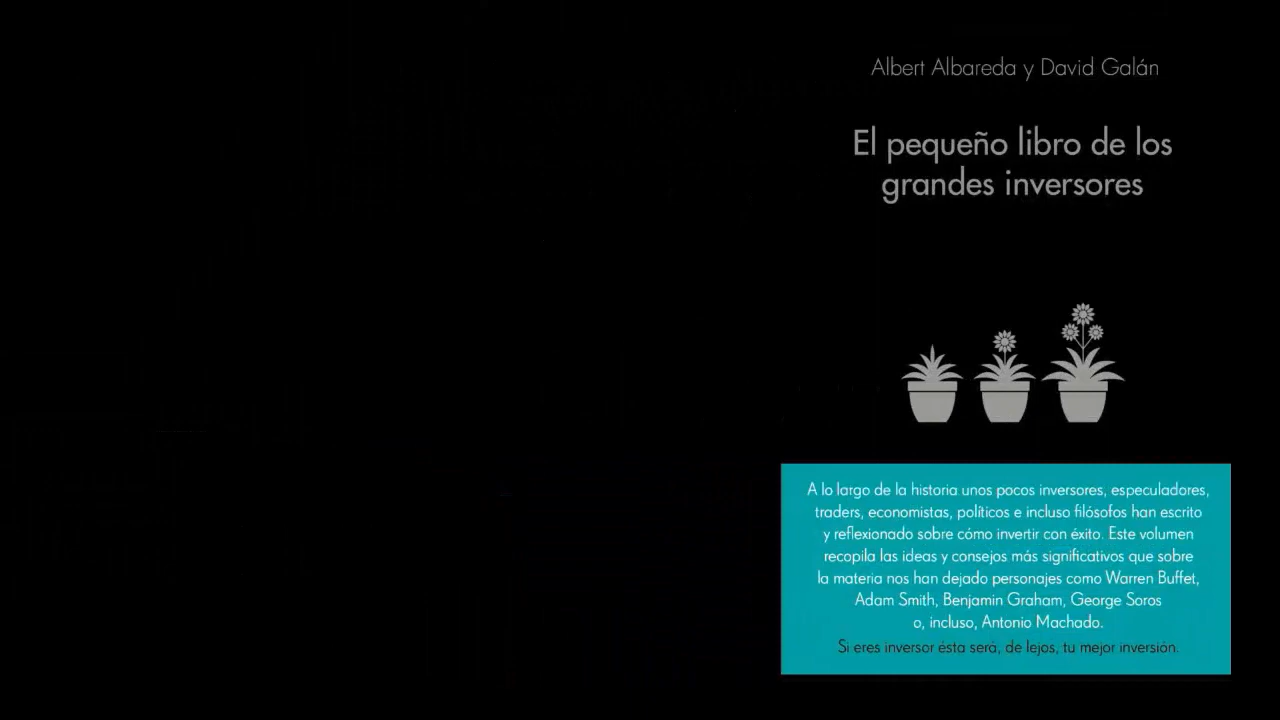 Albert Albareda y David Galán
El pequeño libro de los
grandes inversores
A lo largo de la historia unos pocos inversores, especuladores,
traders, economistas, políticos e incluso filósofos han escrito
y reflexionado sobre cómo invertir con éxito. Este volumen
recopila las ideas y consejos más significativos que sobre
la materia nos han dejado personajes como Warren Buffet,
Adam Smith, Benjamin Graham, George Soros
o, incluso, Antonio Machado.
Si eres inversor ésta será, de lejos, tu mejor inversión.